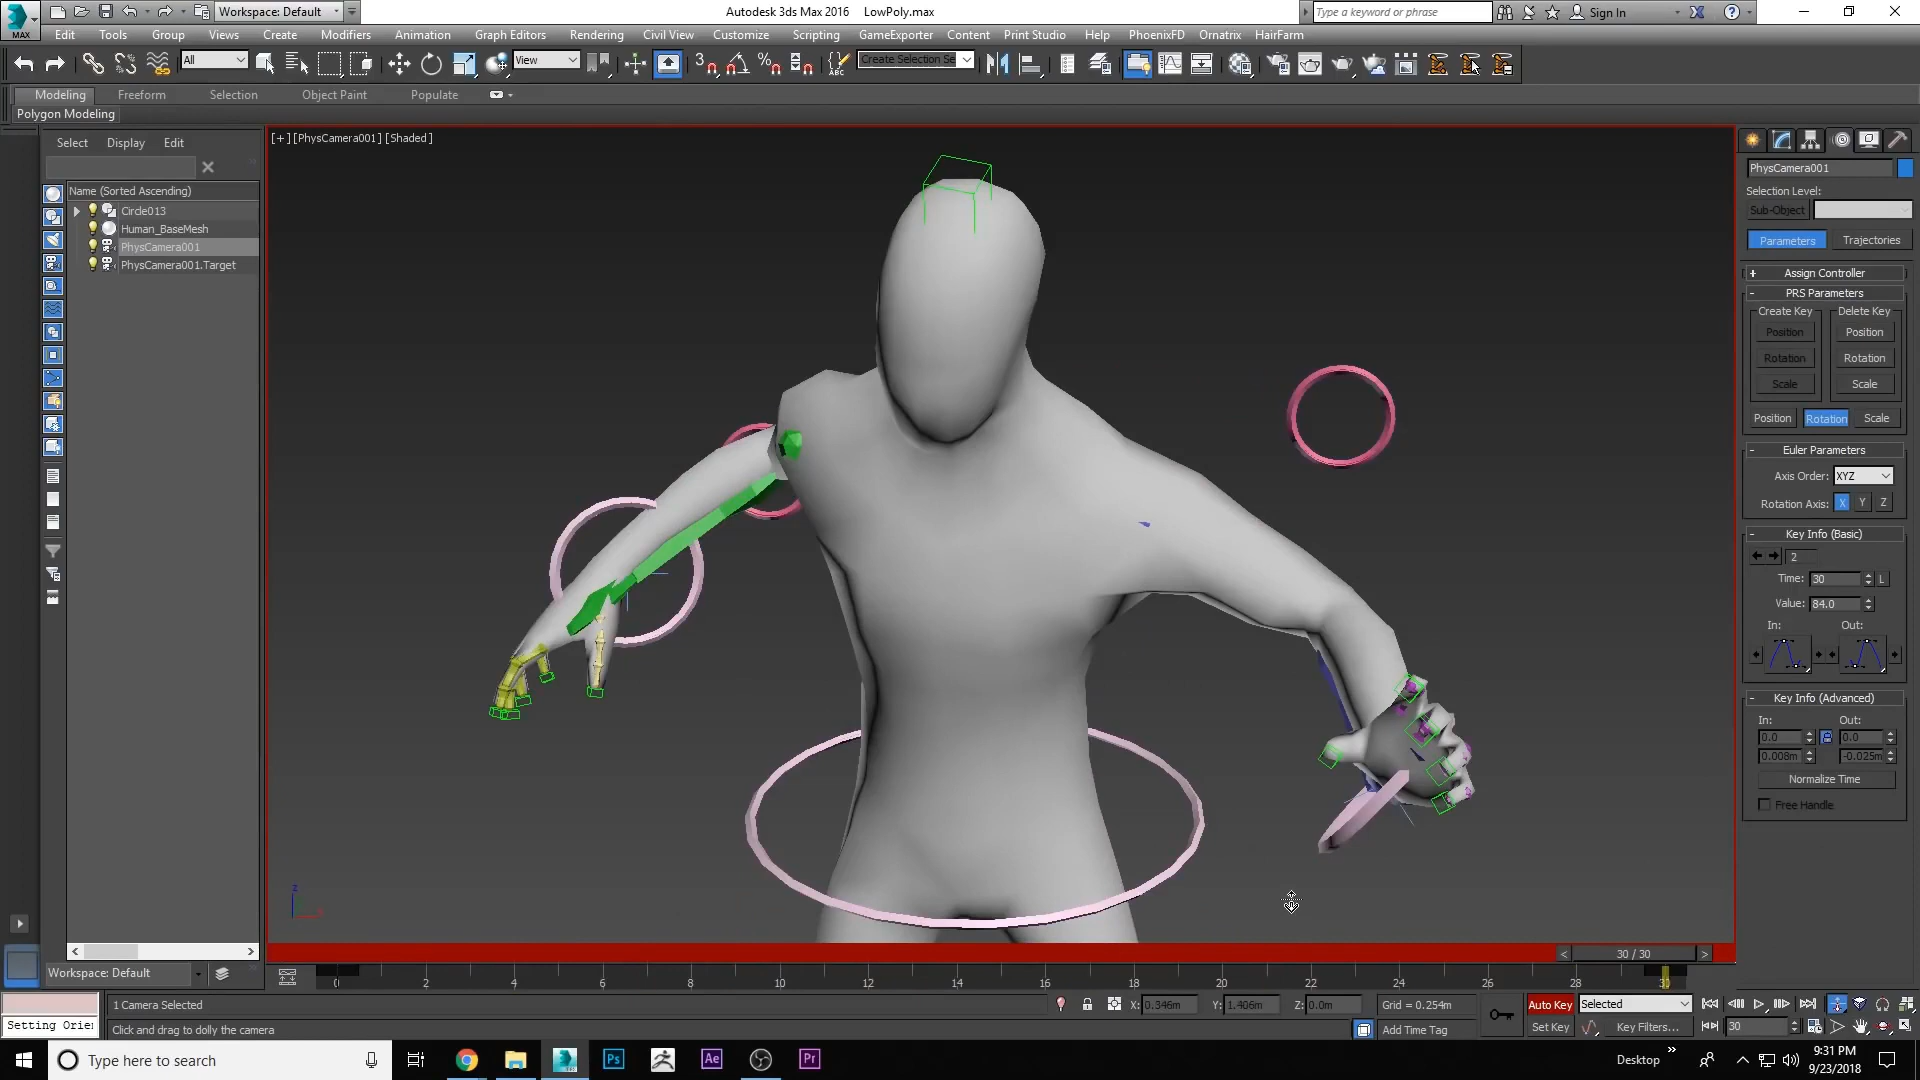 Workspace: Default
Autodesk 3ds Max 2016 LowPoly.max
Type a keyword or phrase
Sign In
MAX
Edit Tools Group Views Create Modifiers Animation Graph Editors Rendering Civil View Customize Scripting GameExporter Content Print Studio Help PhoenixFD Ornatrix HairFarm
All
View
3
ABC
Create Selection Se
Modeling Freeform Selection Object Paint Populate
Polygon Modeling
Select Display Edit
Name (Sorted Ascending)
Circle013
Human_BaseMesh
PhysCamera001
PhysCamera001.Target
[+] [PhysCamera001] [Shaded]
z
PhysCamera001
Selection Level:
Sub-Object
Parameters Trajectories
+ Assign Controller
- PRS Parameters
Create Key Delete Key
Position Position
Rotation Rotation
Scale Scale
Position Rotation Scale
- Euler Parameters
Axis Order: XYZ
Rotation Axis: X Y Z
- Key Info (Basic)
2
Time: 30 L
Value: 84.0
In: Out:
- Key Info (Advanced)
In: Out:
0.0 0.0
0.008m -0.025m
Normalize Time
Free Handle
< 30 / 30 >
Workspace: Default
0 2 4 6 8 10 12 14 16 18 20 22 24 26 28 30
1 Camera Selected
X: 0.346m Y: 1.406m Z: 0.0m Grid = 0.254m
Auto Key Selected
Setting Orie
Click and drag to dolly the camera
Add Time Tag
Set Key Key Filters...
30
Type here to search
Ps Ae Pr
Desktop
9:31 PM
9/23/2018